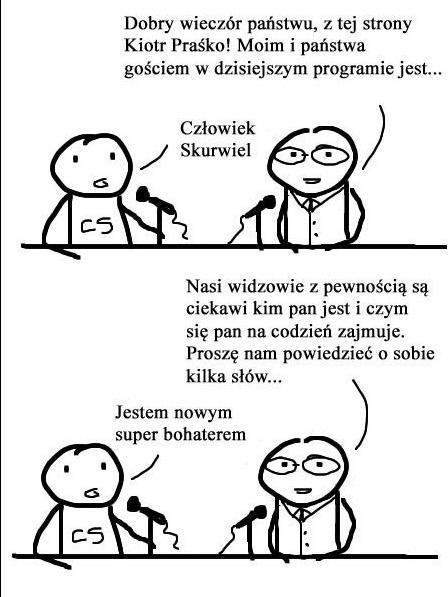 Dobry wieczór państwu, z tej strony
Kiotr Praśko! Moim i państwa
gościem w dzisiejszym programie jest...
Człowiek
Skurwiel
CS
Nasi widzowie z pewnością są
ciekawi kim pan jest i czym
się pan na codzień zajmuje.
Proszę nam powiedzieć o sobie
kilka słów...
Jestem nowym
super bohaterem
CS